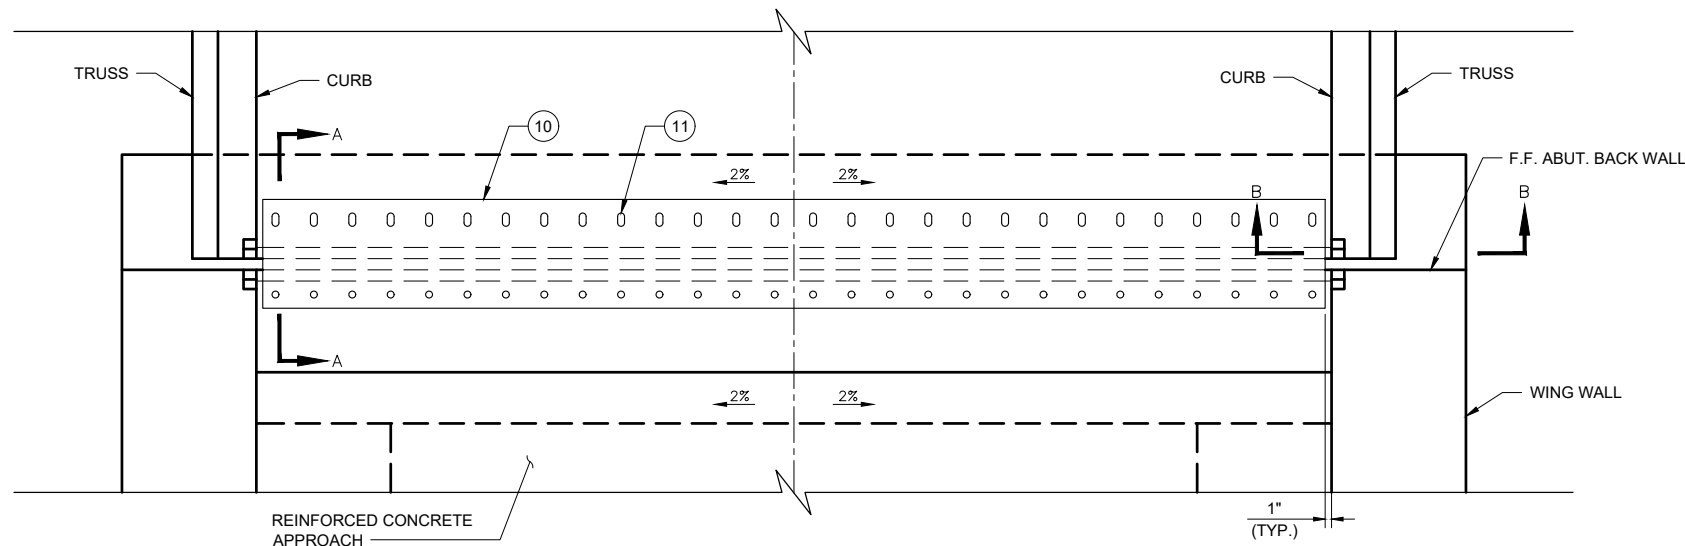 TRUSS
CURB
CURB
TRUSS
10
11
A
F.F. ABUT. BACK WALL
2%
2%
B
B
A
2%
2%
WING WALL
1"
(TYP.)
REINFORCED CONCRETE
APPROACH